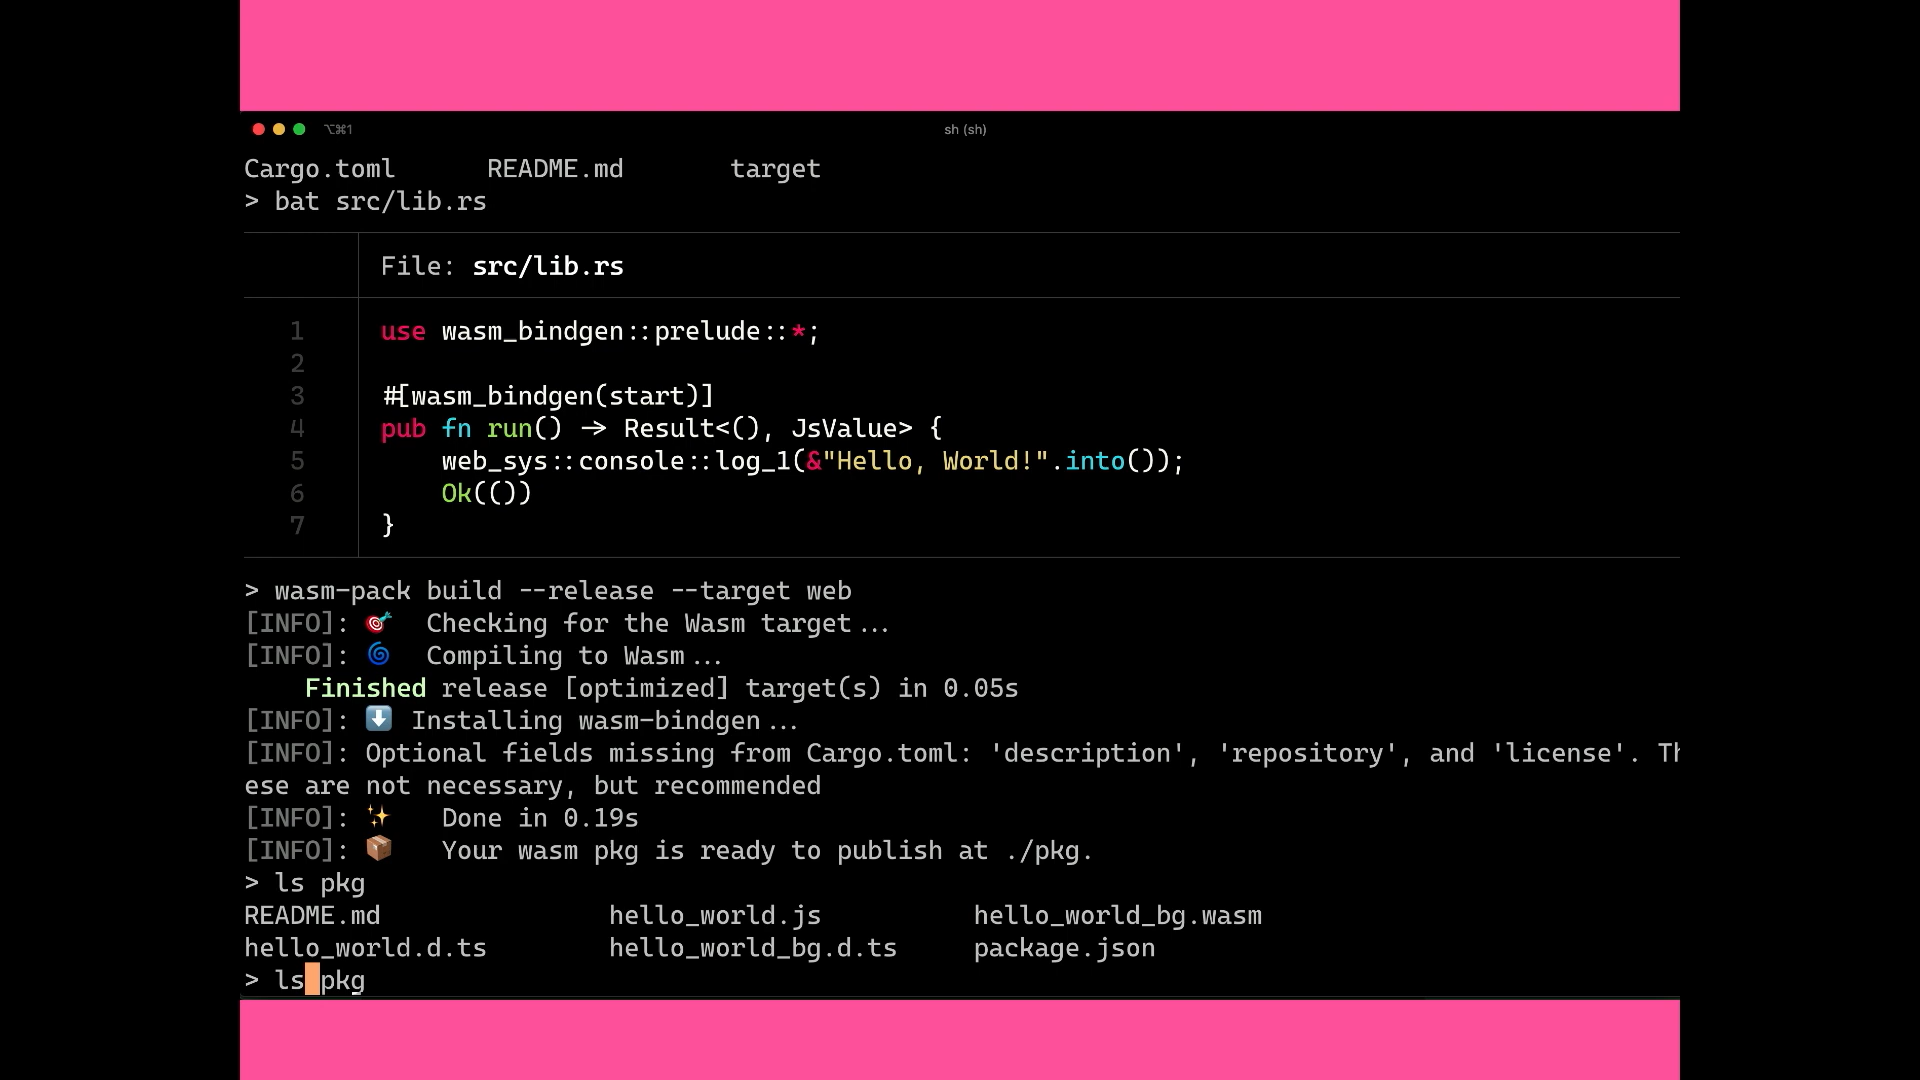 ⌥⌘1 sh (sh)
Cargo.toml README.md target
> bat src/lib.rs
File: src/lib.rs
1 use wasm_bindgen::prelude::*;
2
3 #[wasm_bindgen(start)]
4 pub fn run() -> Result<(), JsValue> {
5     web_sys::console::log_1(&"Hello, World!".into());
6     Ok(())
7 }
> wasm-pack build --release --target web
[INFO]: 🎯  Checking for the Wasm target...
[INFO]: 🌀  Compiling to Wasm...
    Finished release [optimized] target(s) in 0.05s
[INFO]: ⬇️ Installing wasm-bindgen...
[INFO]: Optional fields missing from Cargo.toml: 'description', 'repository', and 'license'. Th
ese are not necessary, but recommended
[INFO]: ✨   Done in 0.19s
[INFO]: 📦   Your wasm pkg is ready to publish at ./pkg.
> ls pkg
README.md hello_world.js hello_world_bg.wasm
hello_world.d.ts hello_world_bg.d.ts package.json
> ls pkg